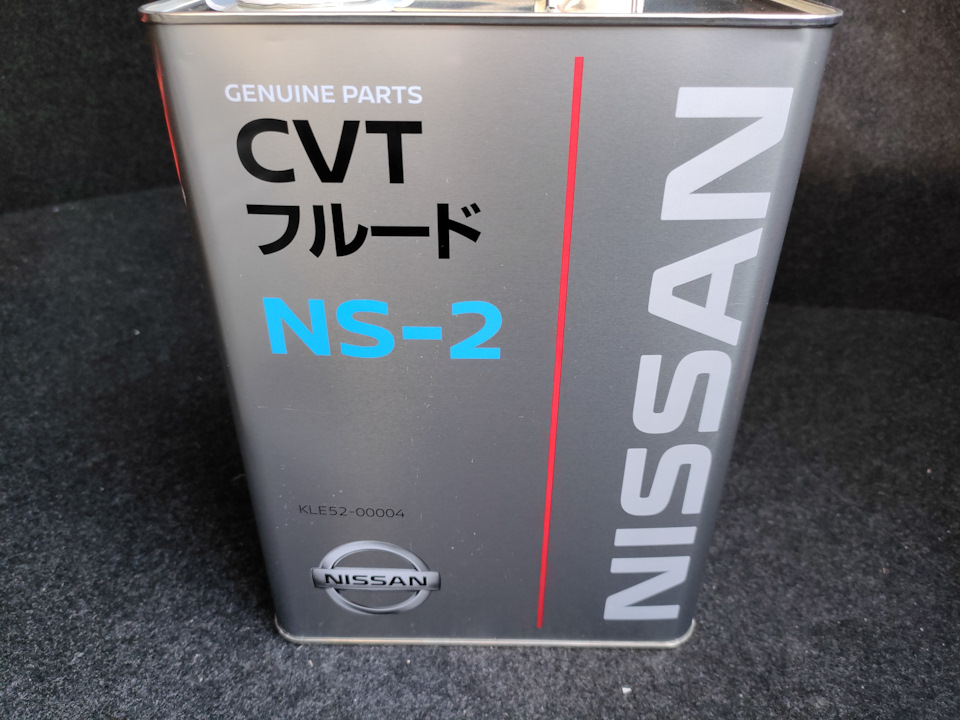 GENUINE PARTS
CVT
フルード
NS-2
KLE52-00004
NISSAN
NISSAN